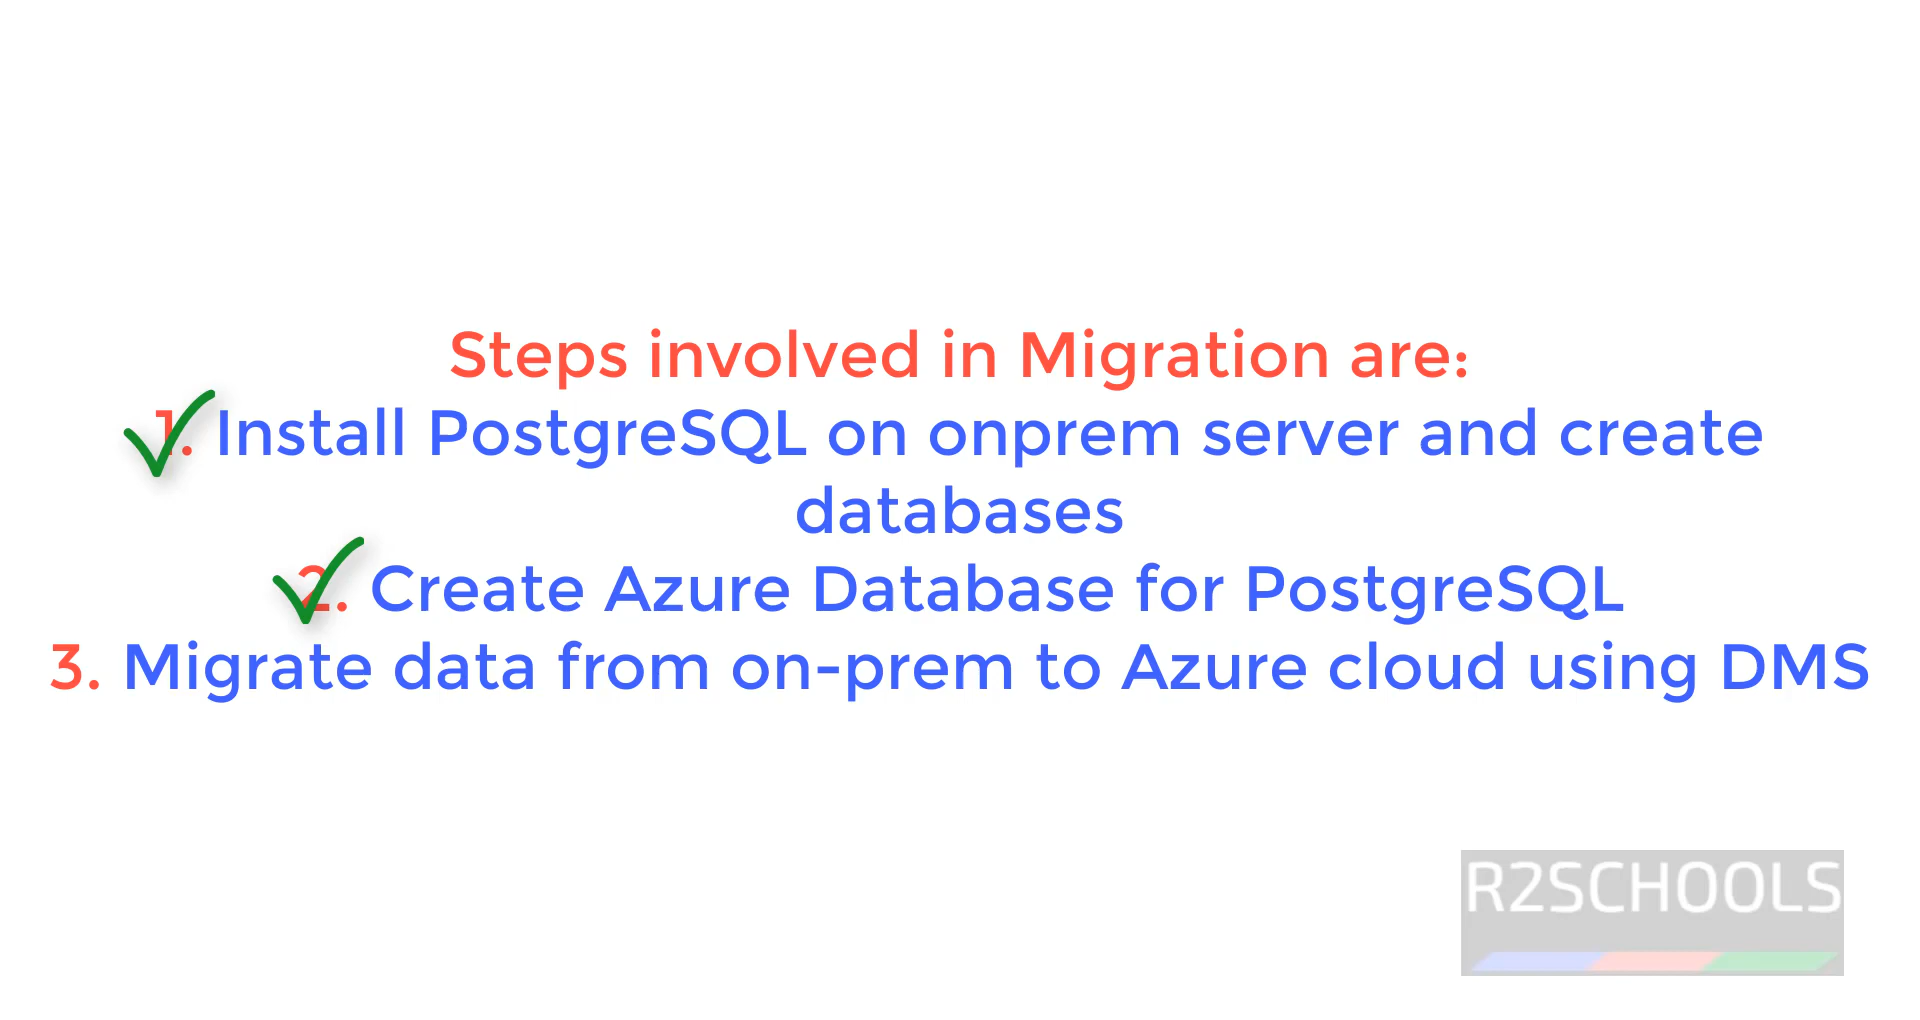 Steps involved in Migration are:
1. Install PostgreSQL on onprem server and create
databases
2. Create Azure Database for PostgreSQL
3. Migrate data from on-prem to Azure cloud using DMS
R2SCHOOLS